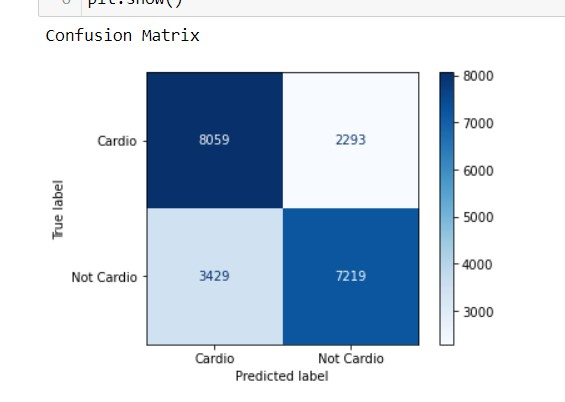 6 plt.show()
Confusion Matrix
8000
Cardio 8059 2293
7000
6000
True label
5000
Not Cardio 3429 7219
4000
3000
Cardio Not Cardio
Predicted label